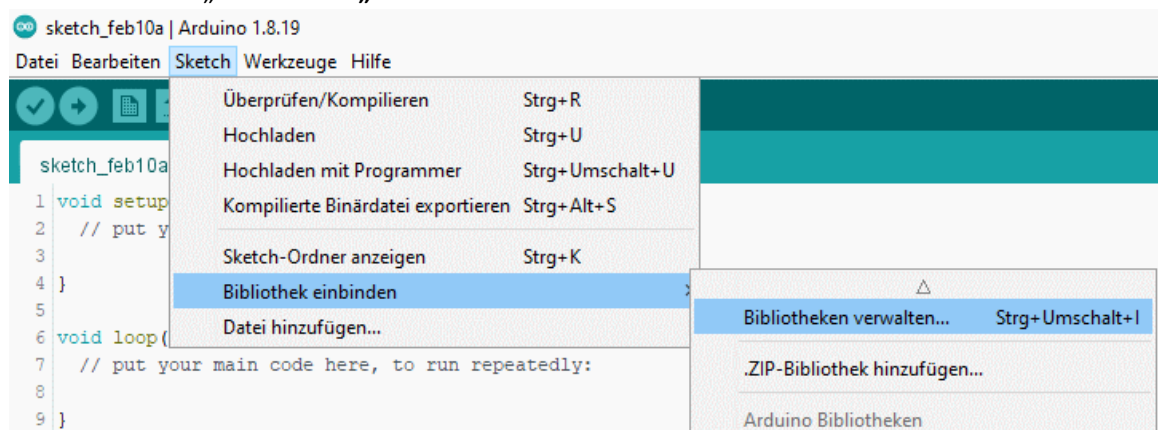 sketch_feb10a | Arduino 1.8.19
Datei Bearbeiten Sketch Werkzeuge Hilfe
Überprüfen/Kompilieren Strg+R
Hochladen Strg+U
sketch_feb10a
Hochladen mit Programmer Strg+Umschalt+U
1 void setup
Kompilierte Binärdatei exportieren Strg+Alt+S
2 // put y
3
Sketch-Ordner anzeigen Strg+K
4 }
Bibliothek einbinden
5
Bibliotheken verwalten... Strg+Umschalt+I
6 void loop(
Datei hinzufügen...
7 // put your main code here, to run repeatedly:
.ZIP-Bibliothek hinzufügen...
8
9 }
Arduino Bibliotheken